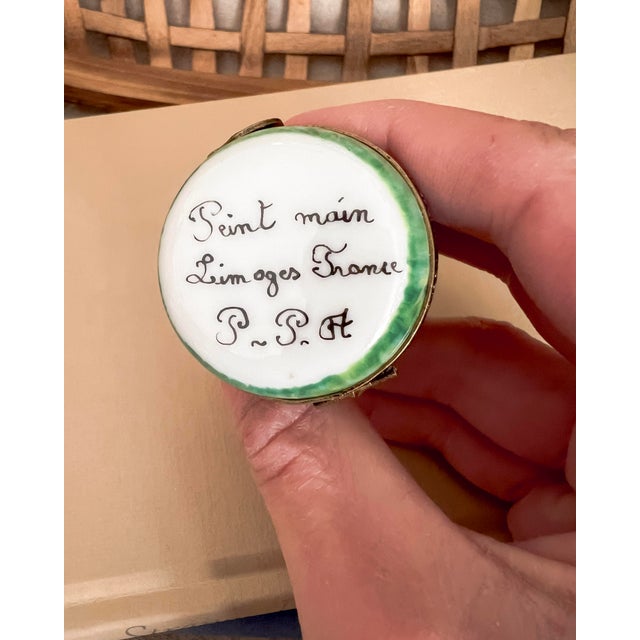 Peint main
Limoges France
P~P.A